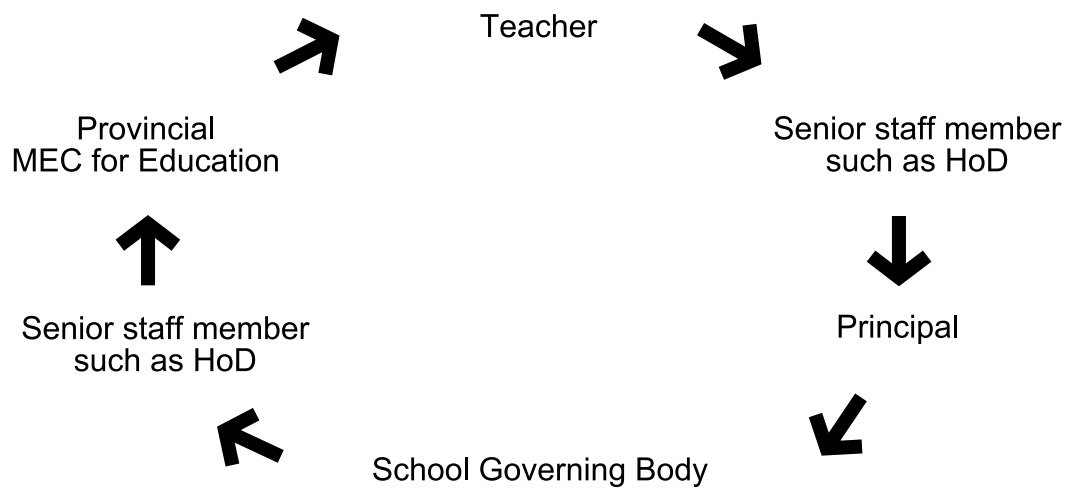 Teacher
Senior staff member
such as HoD
Principal
School Governing Body
Senior staff member
such as HoD
Provincial
MEC for Education